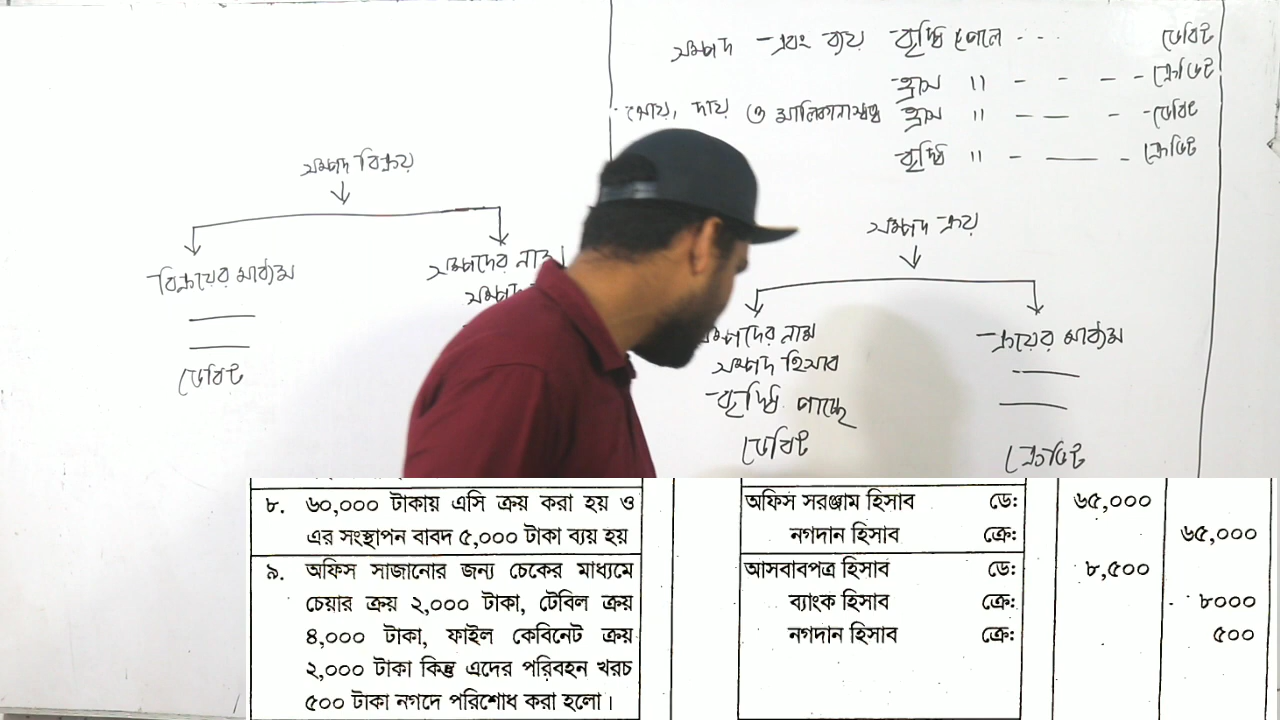 সম্পদ এবং ব্যয় বৃদ্ধি পেলে - - - ডেবিট
হ্রাস " - - - - ক্রেডিট
আয়, দায় ও মালিকানাস্বত্ব হ্রাস " - — - - ডেবিট
বৃদ্ধি " - — - ক্রেডিট
সম্পদ বিক্রয়
বিক্রয়ের মাধ্যম
ডেবিট
সম্পদের নাম
সম্পদ
সম্পদ ক্রয়
সম্পদের নাম
সম্পদ হিসাব
বৃদ্ধি পাচ্ছে
ডেবিট
ক্রয়ের মাধ্যম
ক্রেডিট
৮. ৬০,০০০ টাকায় এসি ক্রয় করা হয় ও
এর সংস্থাপন বাবদ ৫,০০০ টাকা ব্যয় হয়
অফিস সরঞ্জাম হিসাব ডে: ৬৫,০০০
নগদান হিসাব ক্রে: ৬৫,০০০
৯. অফিস সাজানোর জন্য চেকের মাধ্যমে
চেয়ার ক্রয় ২,০০০ টাকা, টেবিল ক্রয়
৪,০০০ টাকা, ফাইল কেবিনেট ক্রয়
২,০০০ টাকা কিন্তু এদের পরিবহন খরচ
৫০০ টাকা নগদে পরিশোধ করা হলো।
আসবাবপত্র হিসাব ডে: ৮,৫০০
ব্যাংক হিসাব ক্রে: ৮০০০
নগদান হিসাব ক্রে: ৫০০